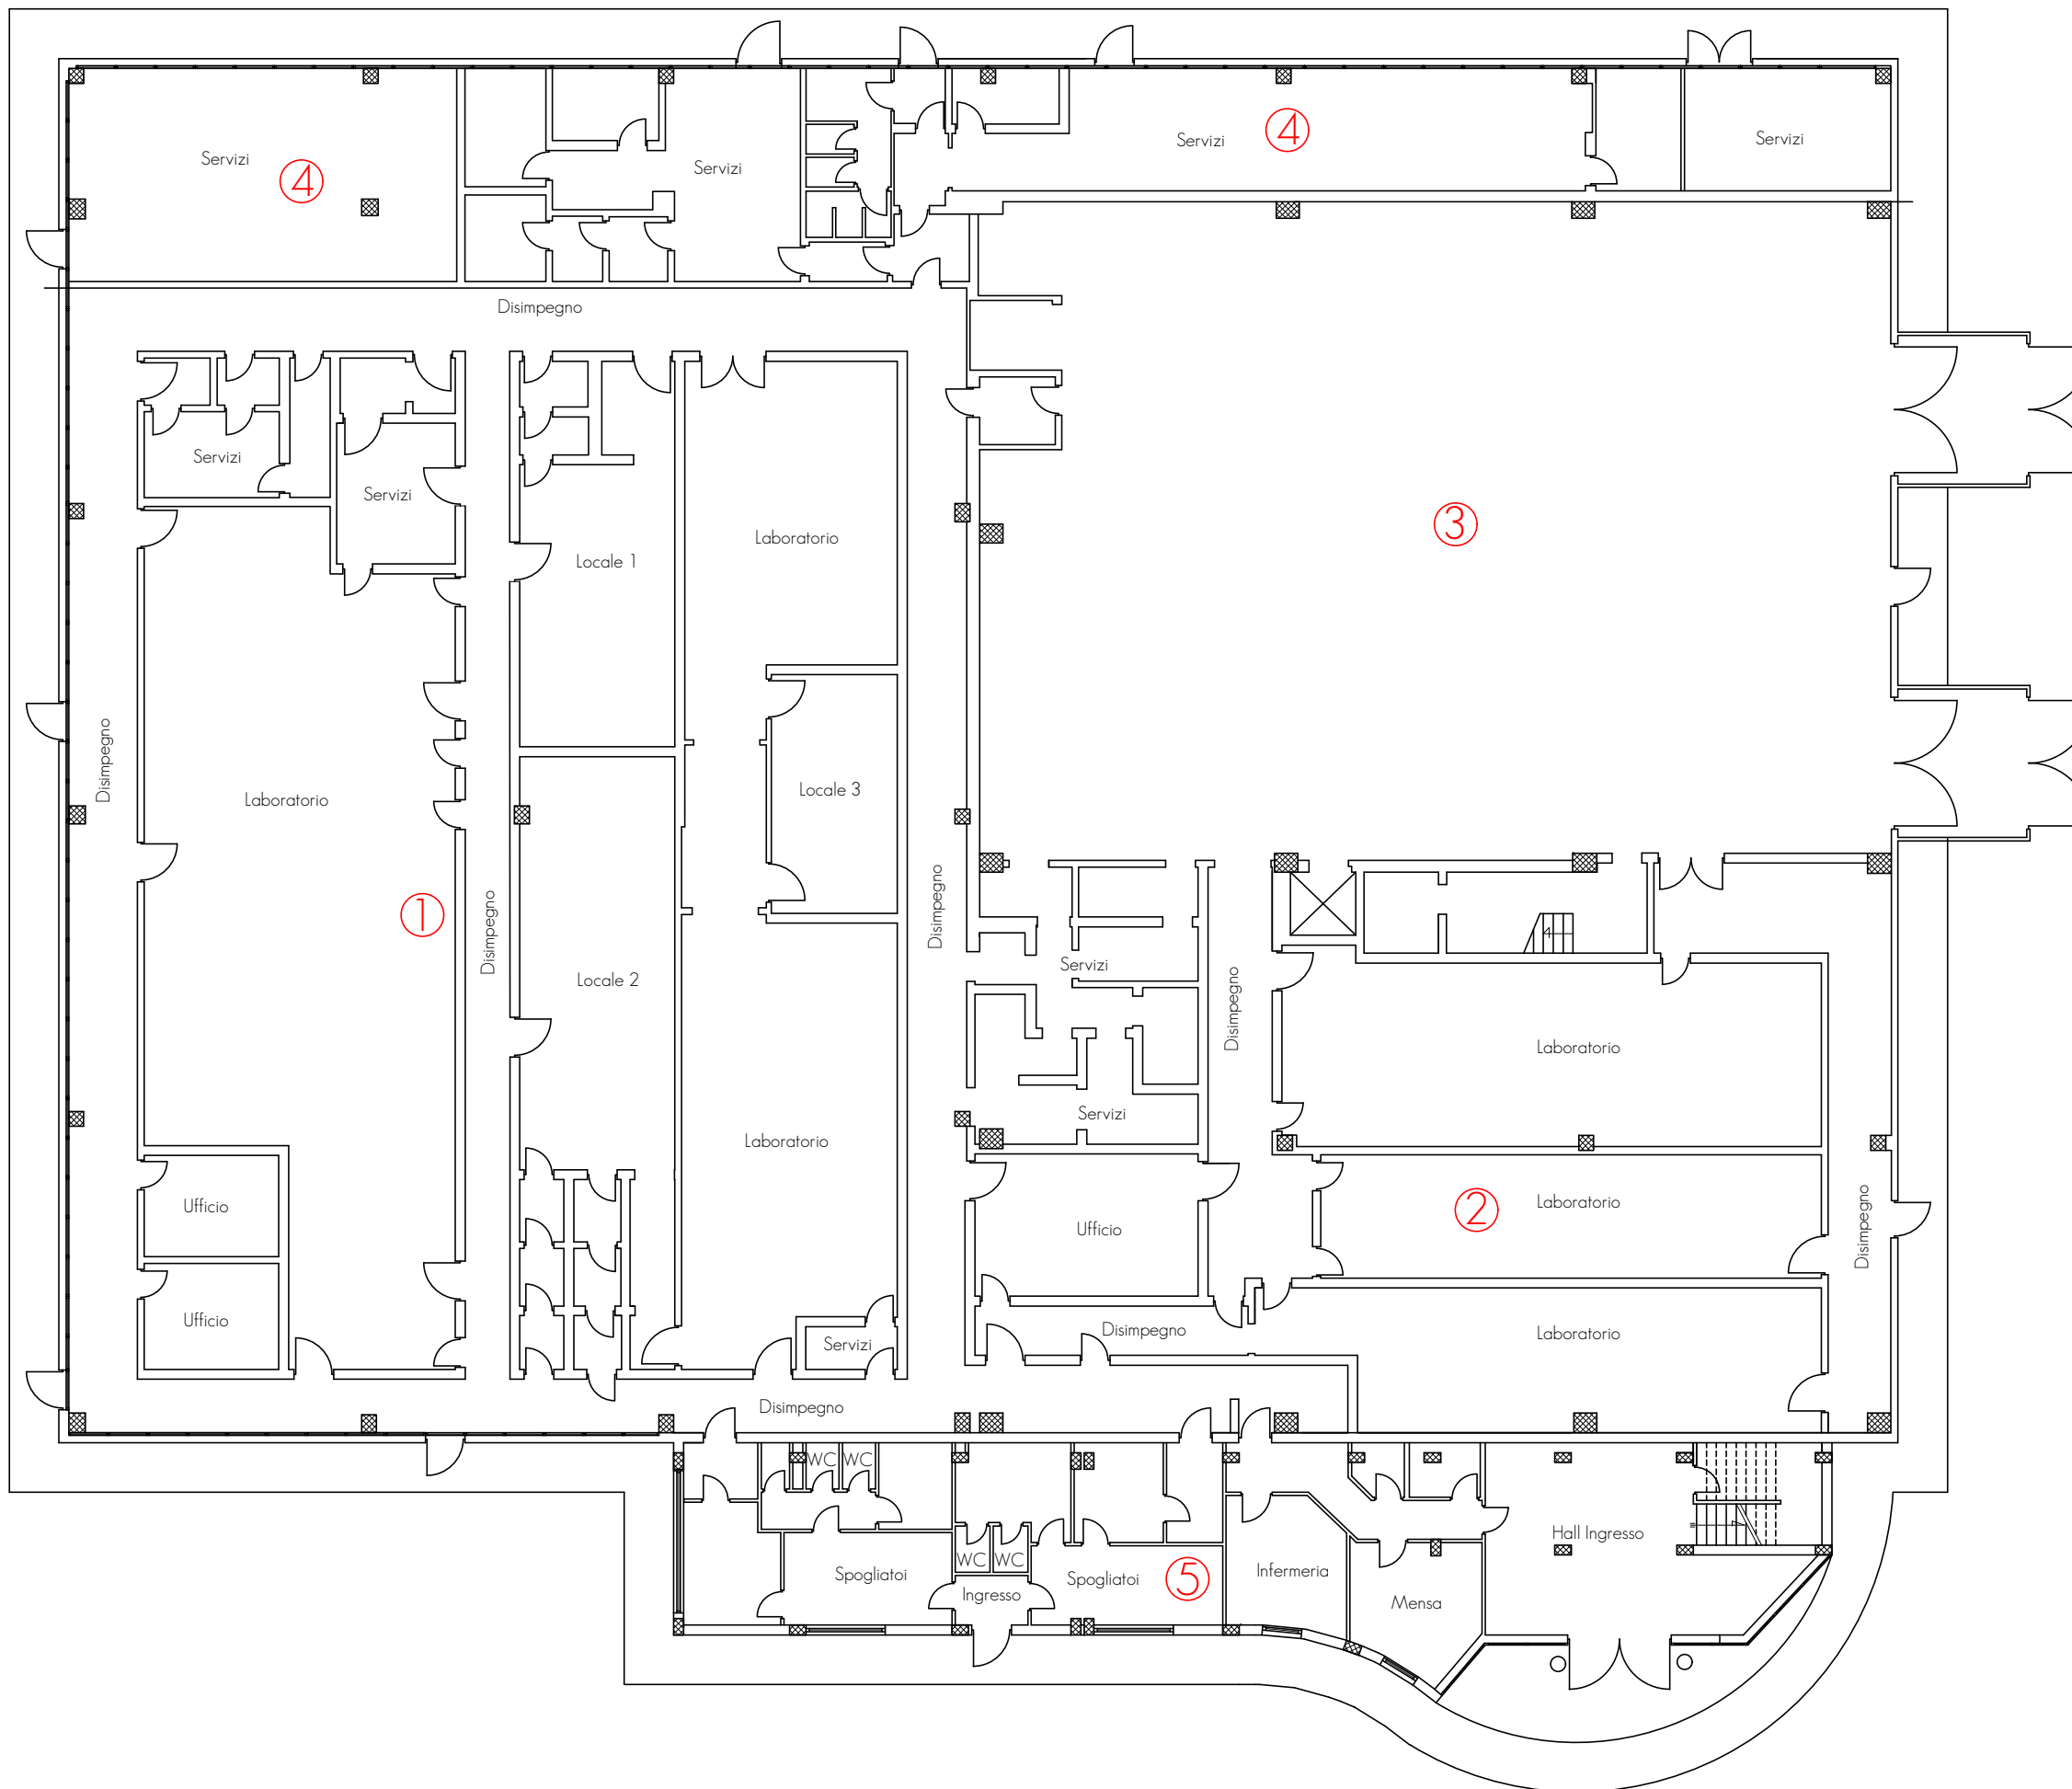 Servizi
4
Servizi
Servizi
4
Servizi
Disimpegno
Servizi
Servizi
Locale 1
Laboratorio
3
Disimpegno
Laboratorio
Locale 3
1
Disimpegno
Locale 2
Disimpegno
Servizi
Disimpegno
Laboratorio
Servizi
Laboratorio
Ufficio
Ufficio
2
Laboratorio
Disimpegno
Ufficio
Servizi
Disimpegno
Laboratorio
Disimpegno
WC
WC
Hall Ingresso
WC
WC
Spogliatoi
Ingresso
Spogliatoi
5
Infermeria
Mensa